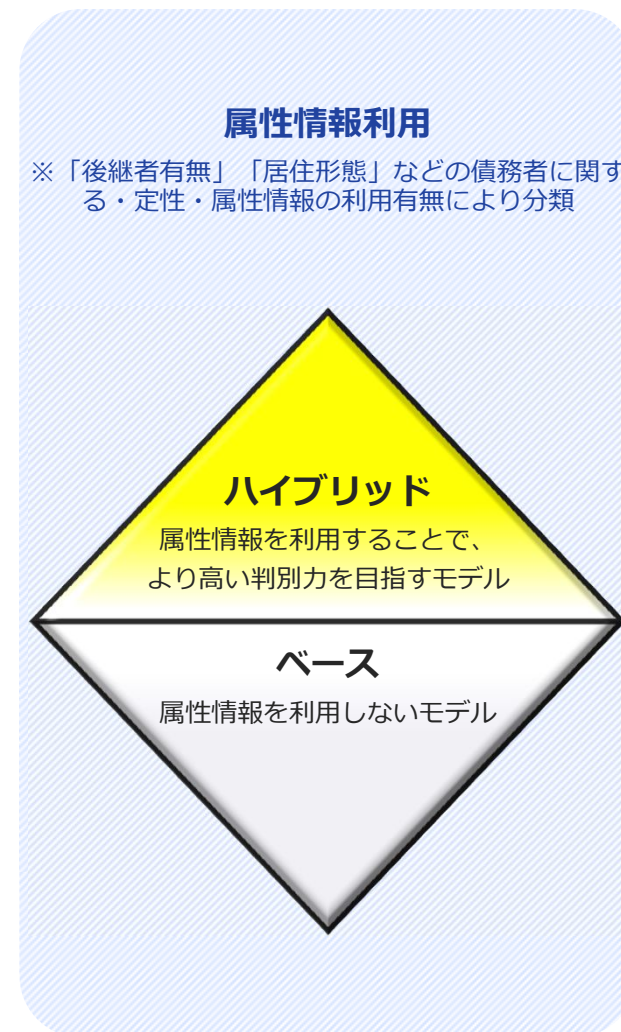 属性情報利用
※「後継者有無」「居住形態」などの債務者に関す
る・定性・属性情報の利用有無により分類
ハイブリッド
属性情報を利用することで、
より高い判別力を目指すモデル
ベース
属性情報を利用しないモデル